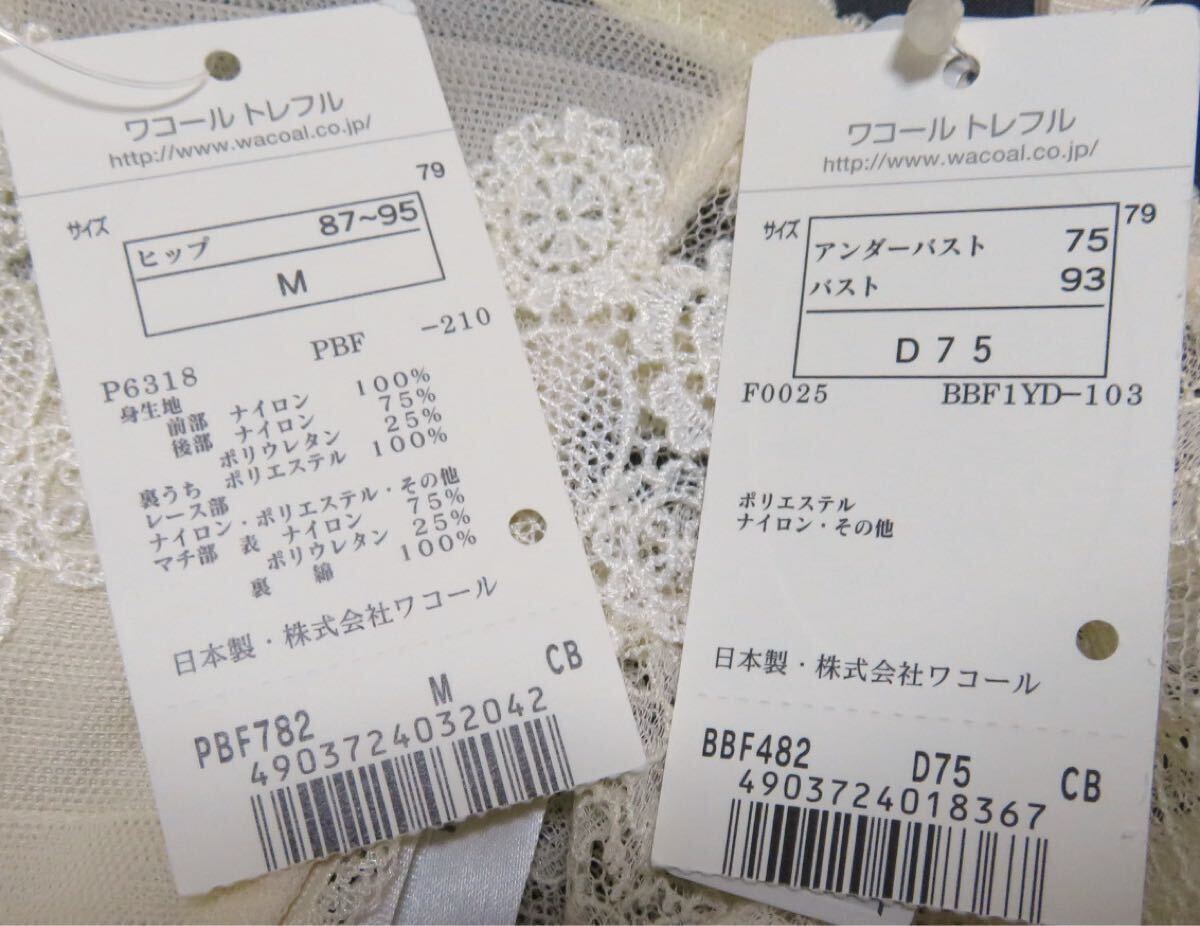 ワコール トレフル
http://www.wacoal.co.jp/
79
サイズ
ヒップ 87~95
M
PBF -210
P6318
身生地
前部 ナイロン 100%
後部 ナイロン 75%
ポリウレタン 25%
裏うち ポリエステル 100%
レース部
ナイロン・ポリエステル・その他
マチ部 表 ナイロン 75%
ポリウレタン 25%
裏 綿 100%
日本製・株式会社ワコール
PBF782 M CB
4903724032042
ワコール トレフル
http://www.wacoal.co.jp/
79
サイズ
アンダーバスト 75
バスト 93
D75
F0025 BBF1YD-103
ポリエステル
ナイロン・その他
日本製・株式会社ワコール
BBF482 D75 CB
4903724018367